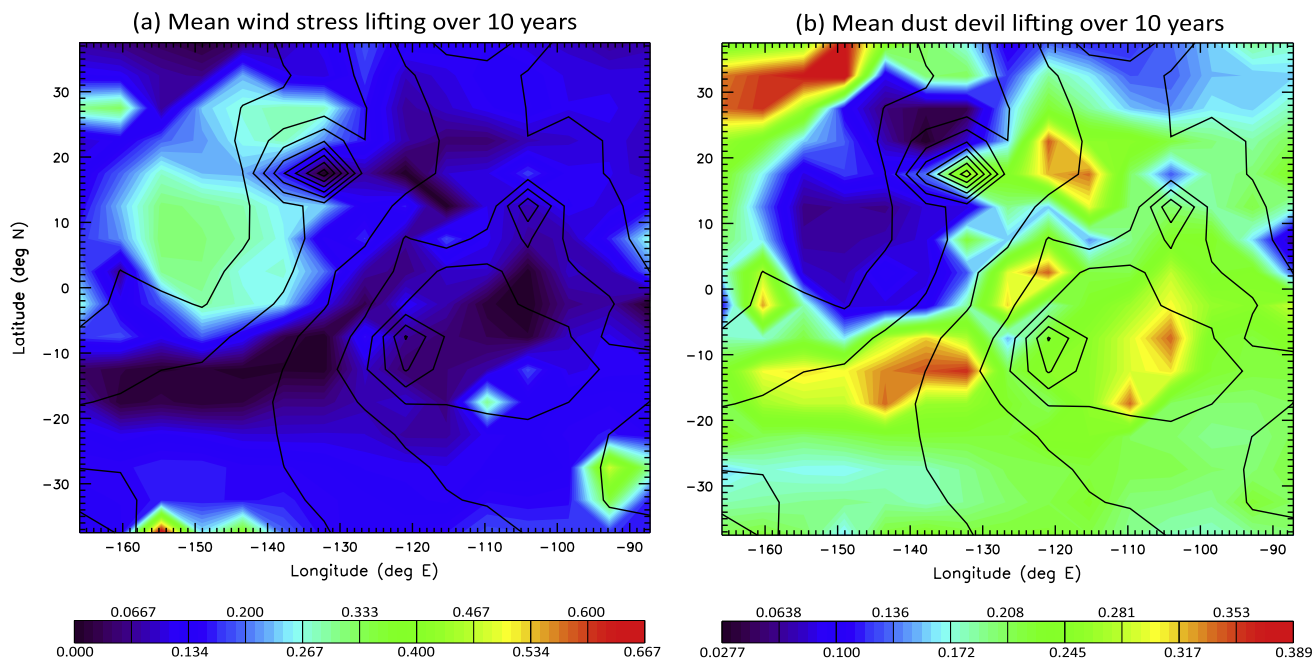 (a) Mean wind stress lifting over 10 years
(b) Mean dust devil lifting over 10 years
Latitude (deg N)
30
20
10
0
−10
−20
−30
−160 −150 −140 −130 −120 −110 −100 −90
Longitude (deg E)
30
20
10
0
−10
−20
−30
−160 −150 −140 −130 −120 −110 −100 −90
Longitude (deg E)
0.0667 0.200 0.333 0.467 0.600
0.000 0.134 0.267 0.400 0.534 0.667
0.0638 0.136 0.208 0.281 0.353
0.0277 0.100 0.172 0.245 0.317 0.389